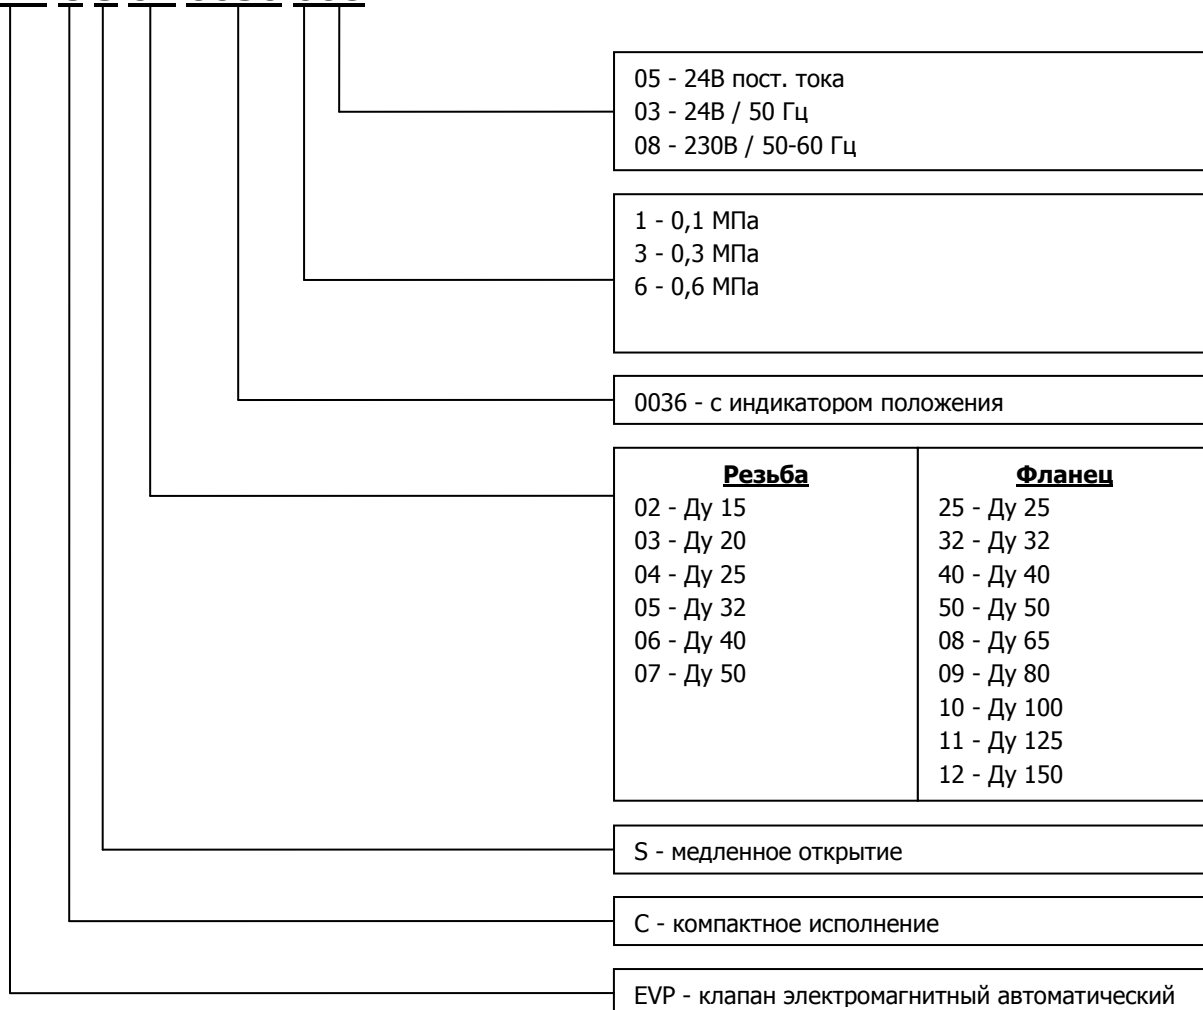 05 - 24В пост. тока
03 - 24В / 50 Гц
08 - 230В / 50-60 Гц
1 - 0,1 МПа
3 - 0,3 МПа
6 - 0,6 МПа
0036 - с индикатором положения
Резьба
02 - Ду 15
03 - Ду 20
04 - Ду 25
05 - Ду 32
06 - Ду 40
07 - Ду 50
Фланец
25 - Ду 25
32 - Ду 32
40 - Ду 40
50 - Ду 50
08 - Ду 65
09 - Ду 80
10 - Ду 100
11 - Ду 125
12 - Ду 150
S - медленное открытие
С - компактное исполнение
EVP - клапан электромагнитный автоматический